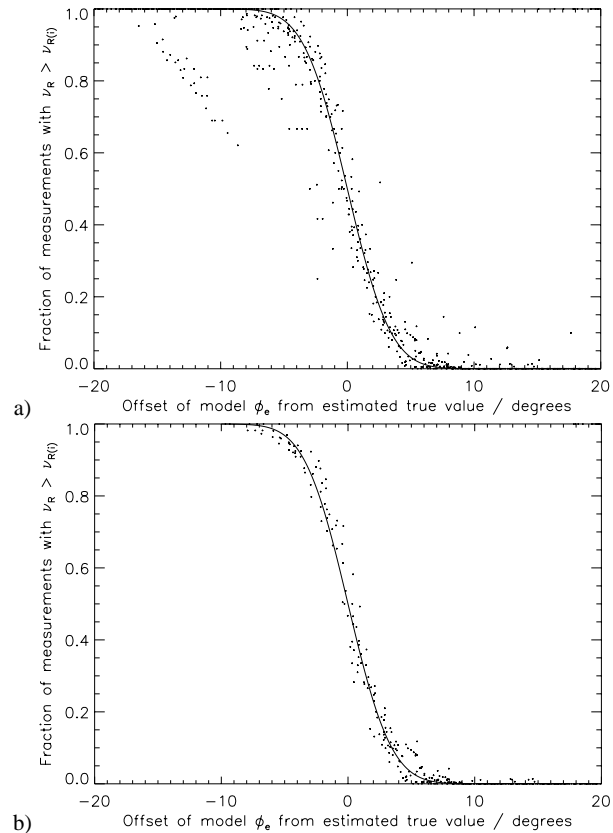 1.0
0.8
0.6
0.4
0.2
0.0
Fraction of measurements with ν_R > ν_R(i)
−20 −10 0 10 20
a) Offset of model ϕ_e from estimated true value / degrees
1.0
0.8
0.6
0.4
0.2
0.0
Fraction of measurements with ν_R > ν_R(i)
−20 −10 0 10 20
b) Offset of model ϕ_e from estimated true value / degrees